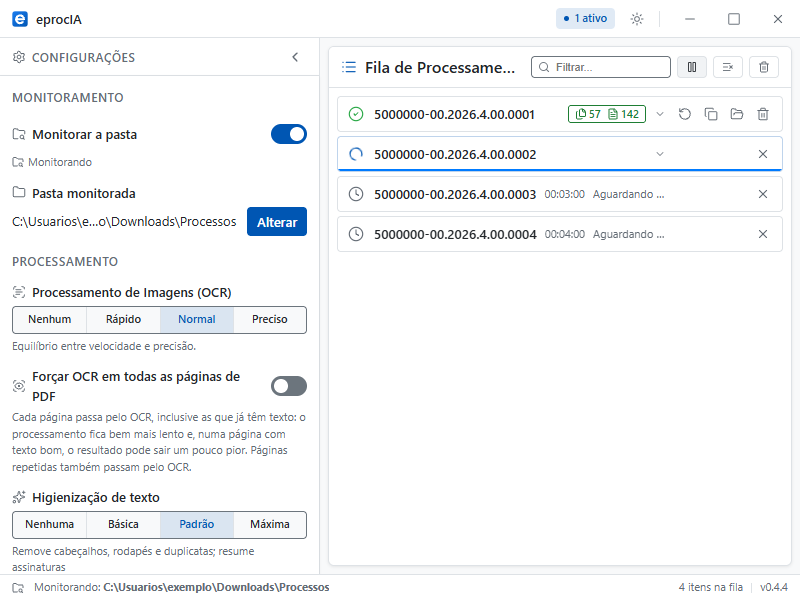 eprocIA
1 ativo
CONFIGURAÇÕES
MONITORAMENTO
Monitorar a pasta
Monitorando
Pasta monitorada
C:\Usuarios\e...o\Downloads\Processos
Alterar
PROCESSAMENTO
Processamento de Imagens (OCR)
Nenhum Rápido Normal Preciso
Equilíbrio entre velocidade e precisão.
Forçar OCR em todas as páginas de
PDF
Cada página passa pelo OCR, inclusive as que já têm texto: o
processamento fica bem mais lento e, numa página com
texto bom, o resultado pode sair um pouco pior. Páginas
repetidas também passam pelo OCR.
Higienização de texto
Nenhuma Básica Padrão Máxima
Remove cabeçalhos, rodapés e duplicatas; resume
assinaturas
Fila de Processame...
Filtrar...
5000000-00.2026.4.00.0001 57 142
5000000-00.2026.4.00.0002
5000000-00.2026.4.00.0003 00:03:00 Aguardando ...
5000000-00.2026.4.00.0004 00:04:00 Aguardando ...
Monitorando: C:\Usuarios\exemplo\Downloads\Processos
4 itens na fila
v0.4.4